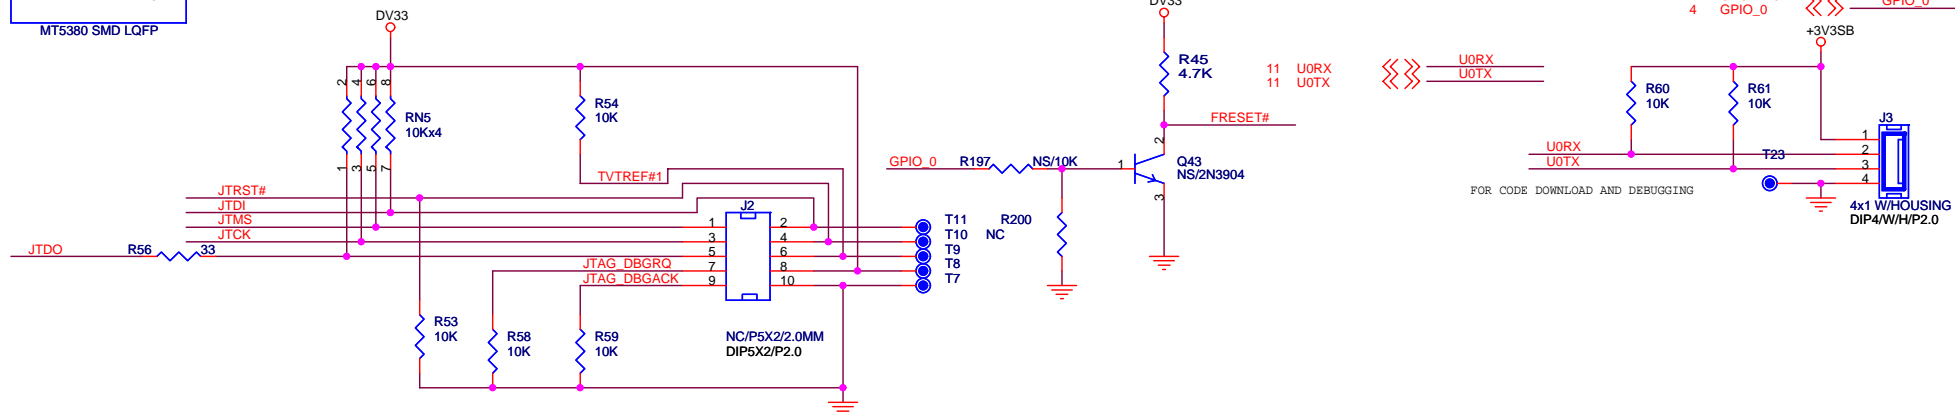 MT5380 SMD LQFP
DV33
2 4 6 8
RN5
10Kx4
1 3 5 7
R54
10K
TVTREF#1
JTRST#
JTDI
JTMS
JTCK
JTDO
R56 33
J2
1 2
3 4
5 6
7 8
9 10
JTAG_DBGRQ
JTAG_DBGACK
T11
T10
T9
T8
T7
R53
10K
R58
10K
R59
10K
NC/P5X2/2.0MM
DIP5X2/P2.0
DV33
R45
4.7K
FRESET#
GPIO_0
R197 NS/10K
1
2
3
Q43
NS/2N3904
R200
NC
11 U0RX
11 U0TX
U0RX
U0TX
4 GPIO_0
GPIO_0
+3V3SB
R60
10K
R61
10K
J3
1
2
3
4
U0RX
U0TX
T23
FOR CODE DOWNLOAD AND DEBUGGING
4x1 W/HOUSING
DIP4/W/H/P2.0